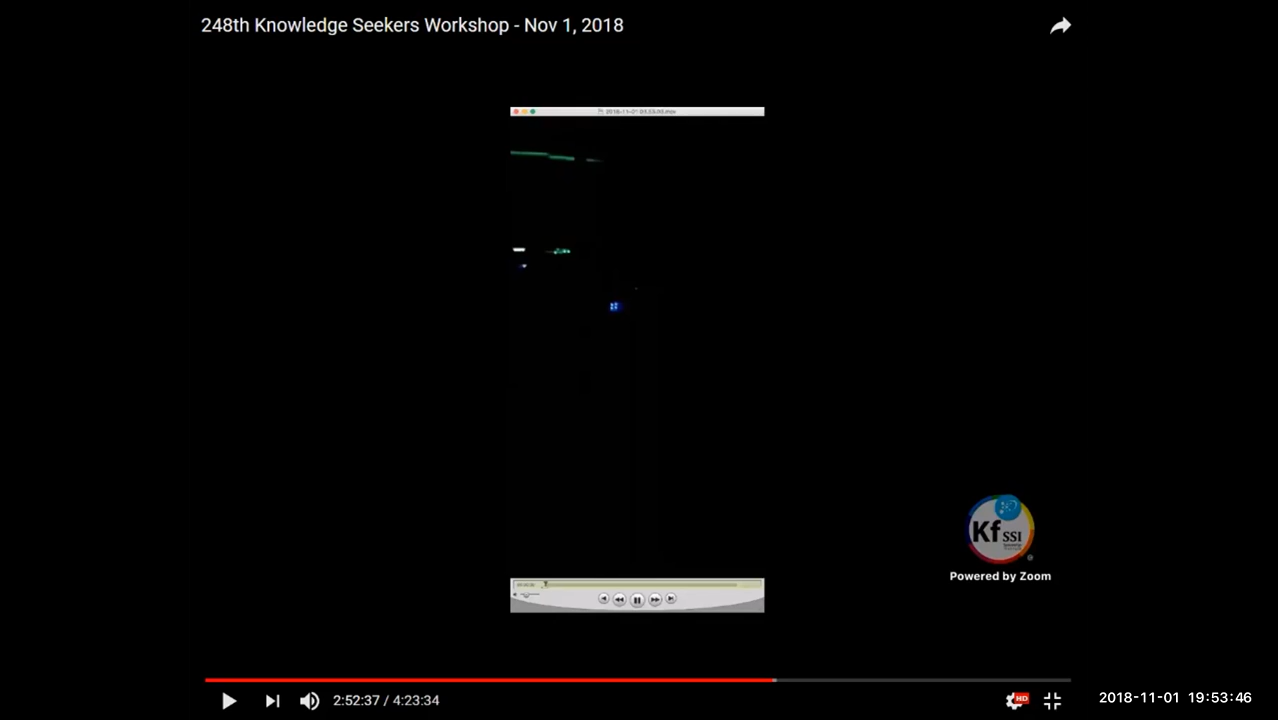 248th Knowledge Seekers Workshop - Nov 1, 2018
Kf SSI
Powered by Zoom
2:52:37 / 4:23:34
HD
2018-11-01 19:53:46